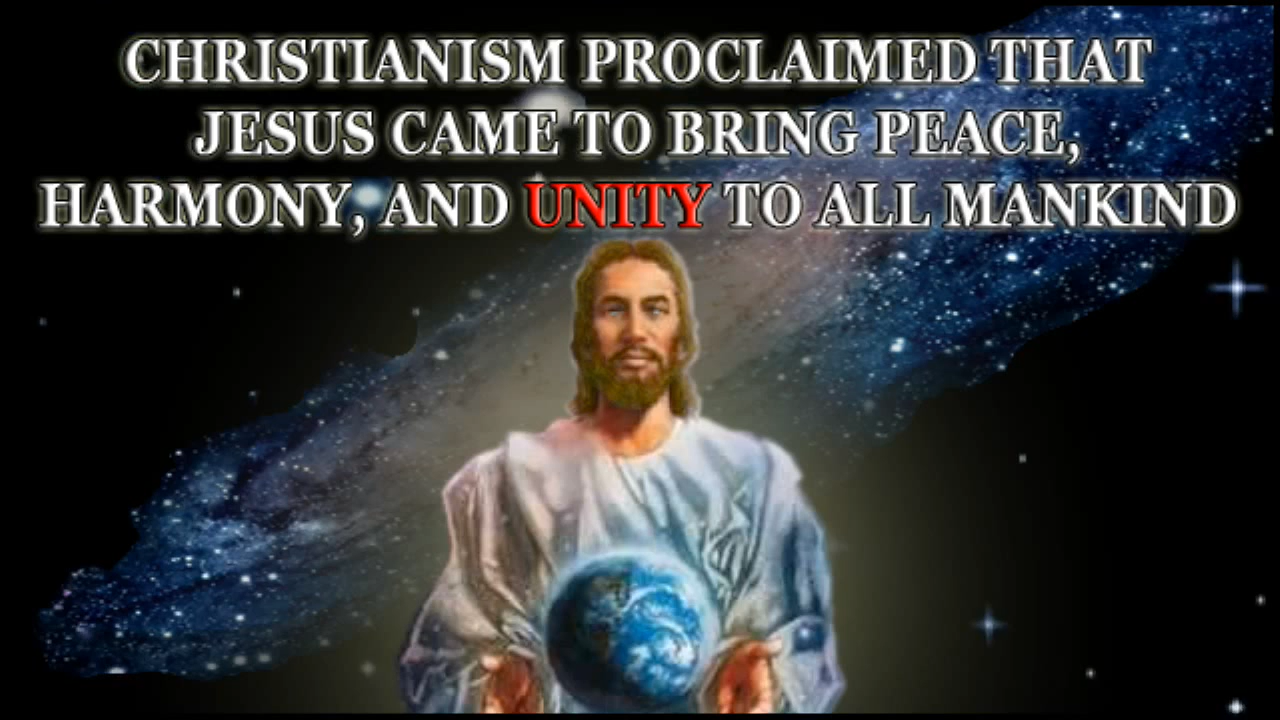 CHRISTIANISM PROCLAIMED THAT
JESUS CAME TO BRING PEACE,
HARMONY, AND UNITY TO ALL MANKIND